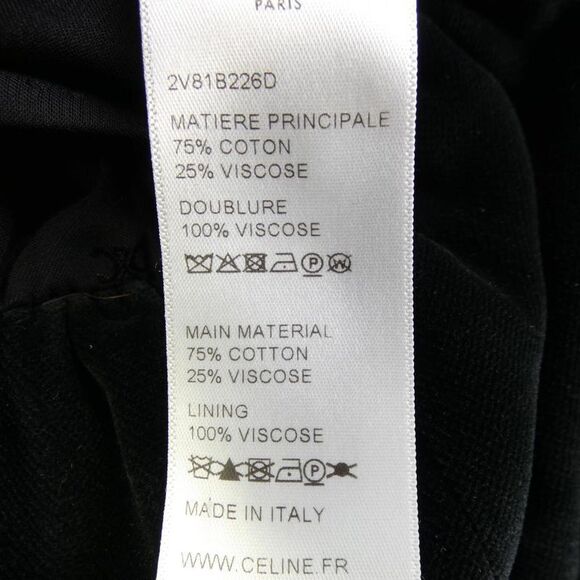 PARIS
2V81B226D
MATIERE PRINCIPALE
75% COTON
25% VISCOSE
DOUBLURE
100% VISCOSE
P W
MAIN MATERIAL
75% COTTON
25% VISCOSE
LINING
100% VISCOSE
P
MADE IN ITALY
WWW.CELINE.FR